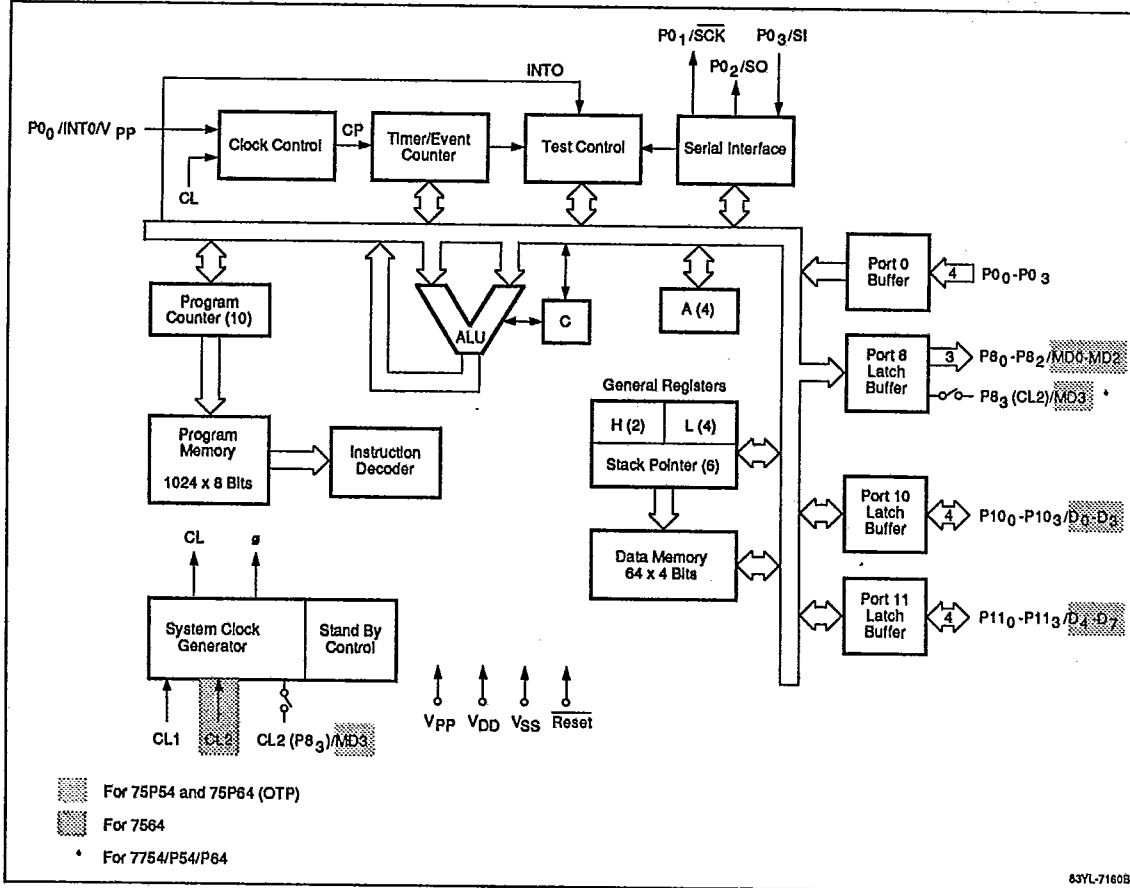 P0₁/S̅C̅K̅ P0₃/SI
P0₂/SO
INTO
P0₀/INT0/V PP
Clock Control
CP
Timer/Event
Counter
Test Control
Serial Interface
CL
Program
Counter (10)
ALU
C
A (4)
Port 0
Buffer
4
P0₀-P0₃
Port 8
Latch
Buffer
3
P8₀-P8₂/MD0-MD2
P8₃ (CL2)/MD3 *
General Registers
H (2)
L (4)
Stack Pointer (6)
Program
Memory
1024 x 8 Bits
Instruction
Decoder
Data Memory
64 x 4 Bits
Port 10
Latch
Buffer
4
P10₀-P10₃/D₀-D₃
Port 11
Latch
Buffer
4
P11₀-P11₃/D₄-D₇
CL
ø
System Clock
Generator
Stand By
Control
CL1
CL2
CL2 (P8₃)/MD3
VPP
VDD
VSS
R̅e̅s̅e̅t̅
For 75P54 and 75P64 (OTP)
For 7564
* For 7754/P54/P64
83YL-7160B